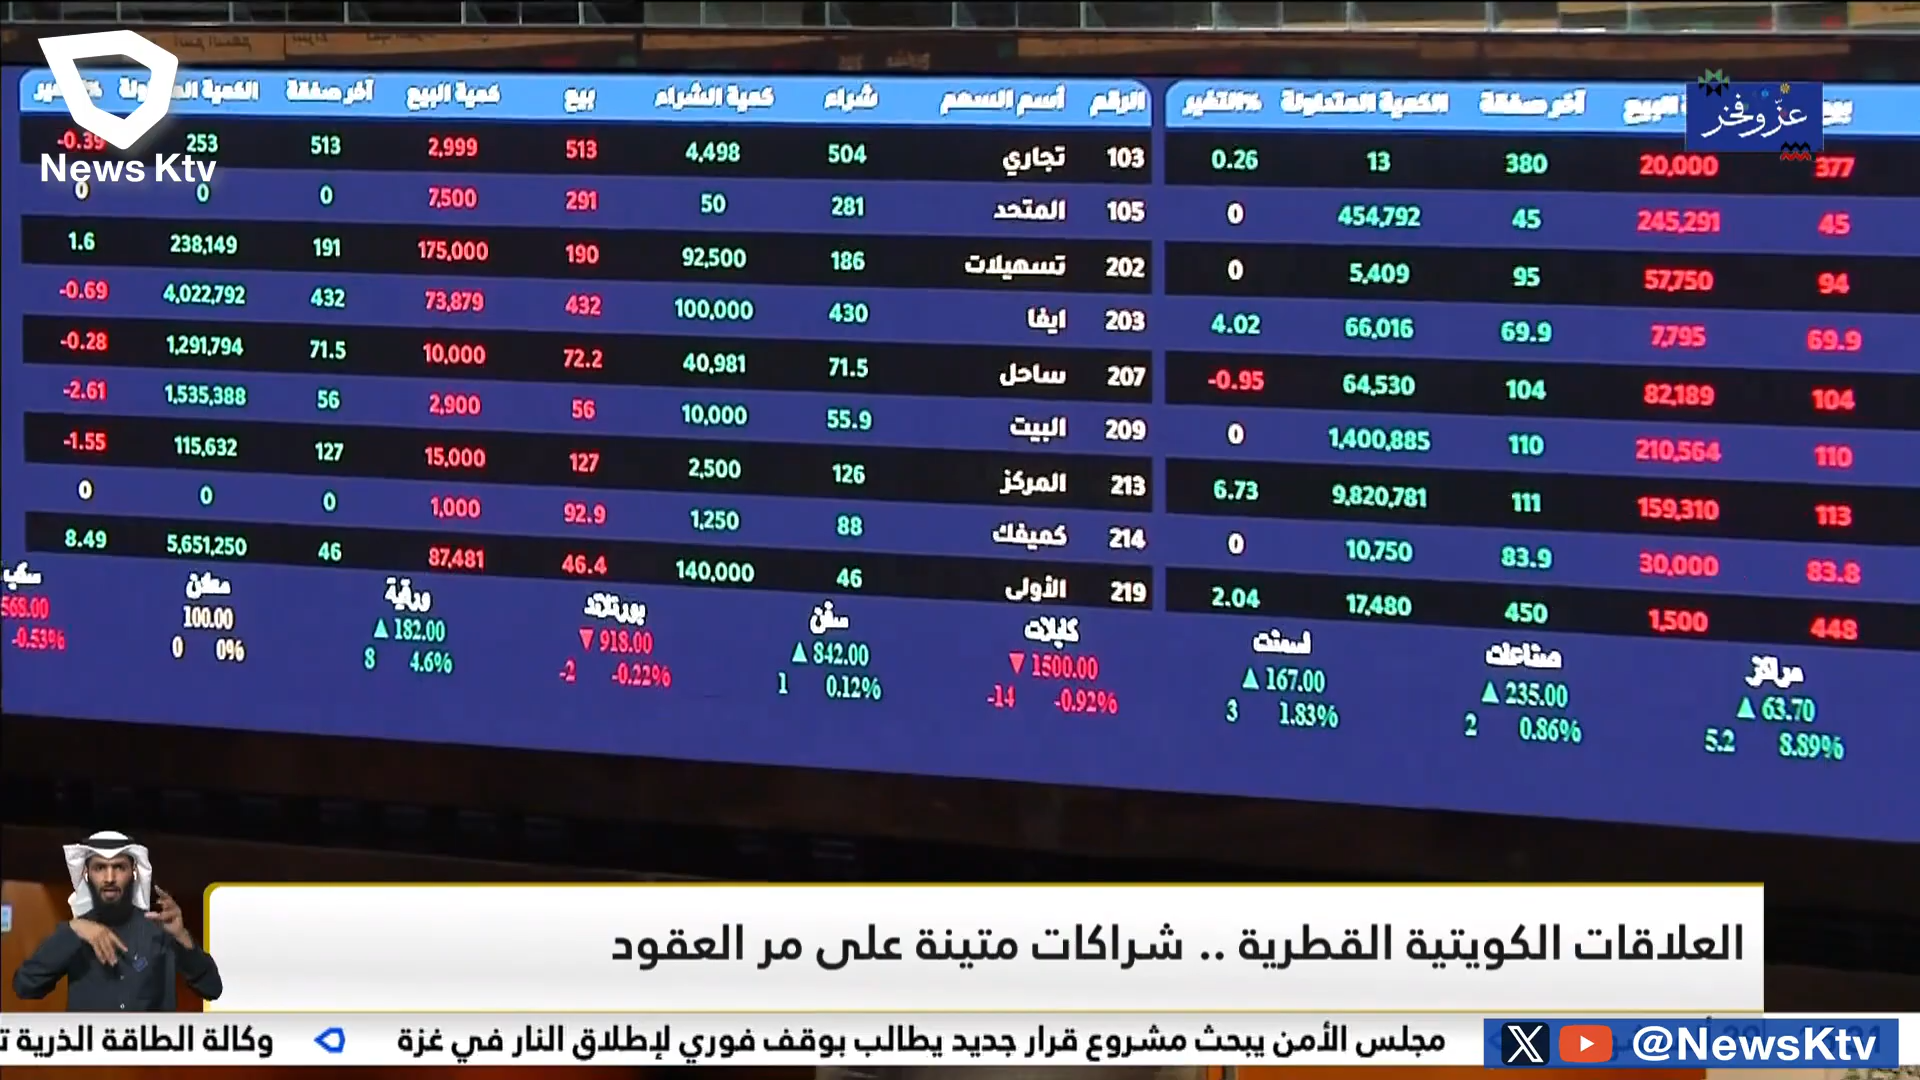 News Ktv
عزّ وفخر
الرقم أسم السهم شراء كمية الشراء بيع كمية البيع آخر صفقة الكمية
103 تجاري 504 4,498 513 2,999 513 253 -0.39
105 المتحد 281 50 291 7,500 0 0 0
202 تسهيلات 186 92,500 190 175,000 191 238,149 1.6
203 ايفا 430 100,000 432 73,879 432 4,022,792 -0.69
207 ساحل 71.5 40,981 72.2 10,000 71.5 1,291,794 -0.28
209 البيت 55.9 10,000 56 2,900 56 1,535,388 -2.61
213 المركز 126 2,500 127 15,000 127 115,632 -1.55
214 كميفك 88 1,250 92.9 1,000 0 0 0
219 الأولى 46 140,000 46.4 87,481 46 5,651,250 8.49
بيع البيع آخر صفقة الكمية المتداولة %التغير
377 20,000 380 13 0.26
45 245,291 45 454,792 0
94 57,750 95 5,409 0
69.9 7,795 69.9 66,016 4.02
104 82,189 104 64,530 -0.95
110 210,564 110 1,400,885 0
113 159,310 111 9,820,781 6.73
83.8 30,000 83.9 10,750 0
448 1,500 450 17,480 2.04
مراكز صناعات اسمنت كابلات سفن بورتلاند ورقية معادن سكب
▲ 63.70 ▲ 235.00 ▲ 167.00 ▼ 1500.00 ▲ 842.00 ▼ 918.00 ▲ 182.00 100.00 568.00
5.2 8.89% 2 0.86% 3 1.83% -14 -0.92% 1 0.12% -2 -0.22% 8 4.6% 0 0% -0.53%
العلاقات الكويتية القطرية .. شراكات متينة على مر العقود
مجلس الأمن يبحث مشروع قرار جديد يطالب بوقف فوري لإطلاق النار في غزة
وكالة الطاقة الذرية
@NewsKtv